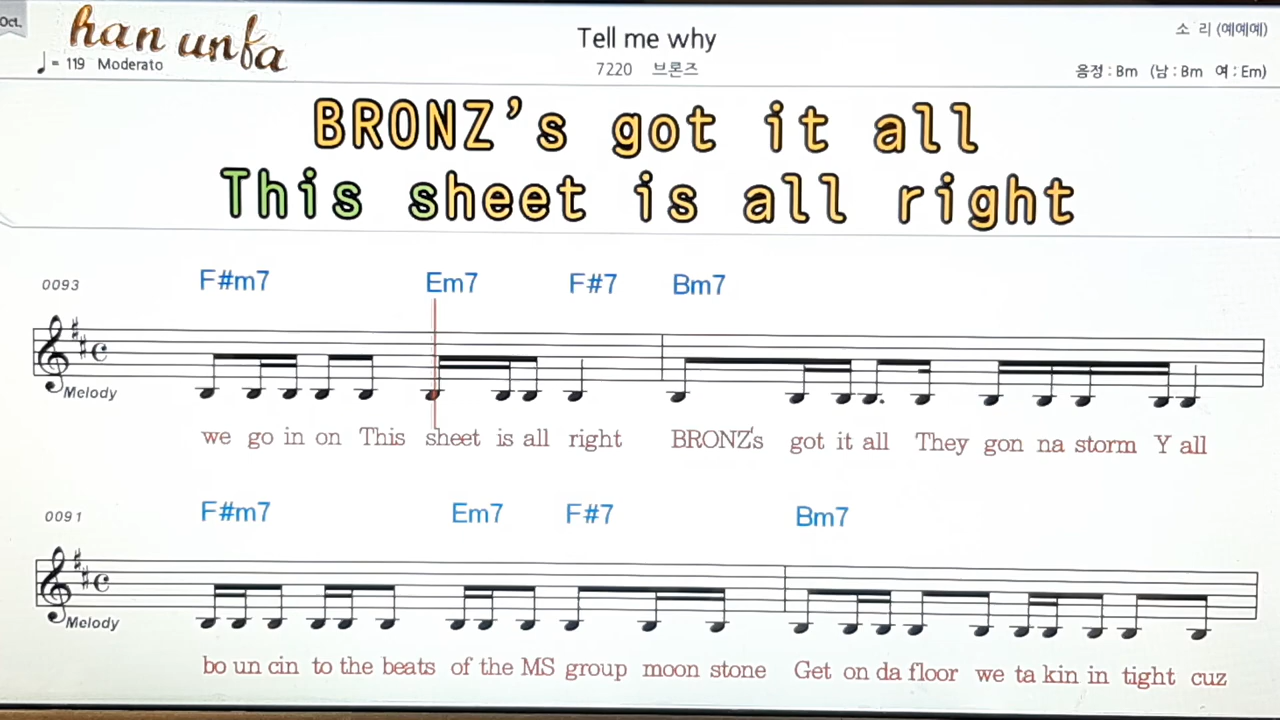 Oct.
han unfa
Tell me why
소 리 (예예예)
♩= 119 Moderato
7220 브론즈
음정 : Bm (남 : Bm 여 : Em)
BRONZ's got it all
This sheet is all right
0093
F#m7 Em7 F#7 Bm7
Melody
we go in on This sheet is all right BRONZ's got it all They gon na storm Y all
0091
F#m7 Em7 F#7 Bm7
Melody
bo un cin to the beats of the MS group moon stone Get on da floor we ta kin in tight cuz